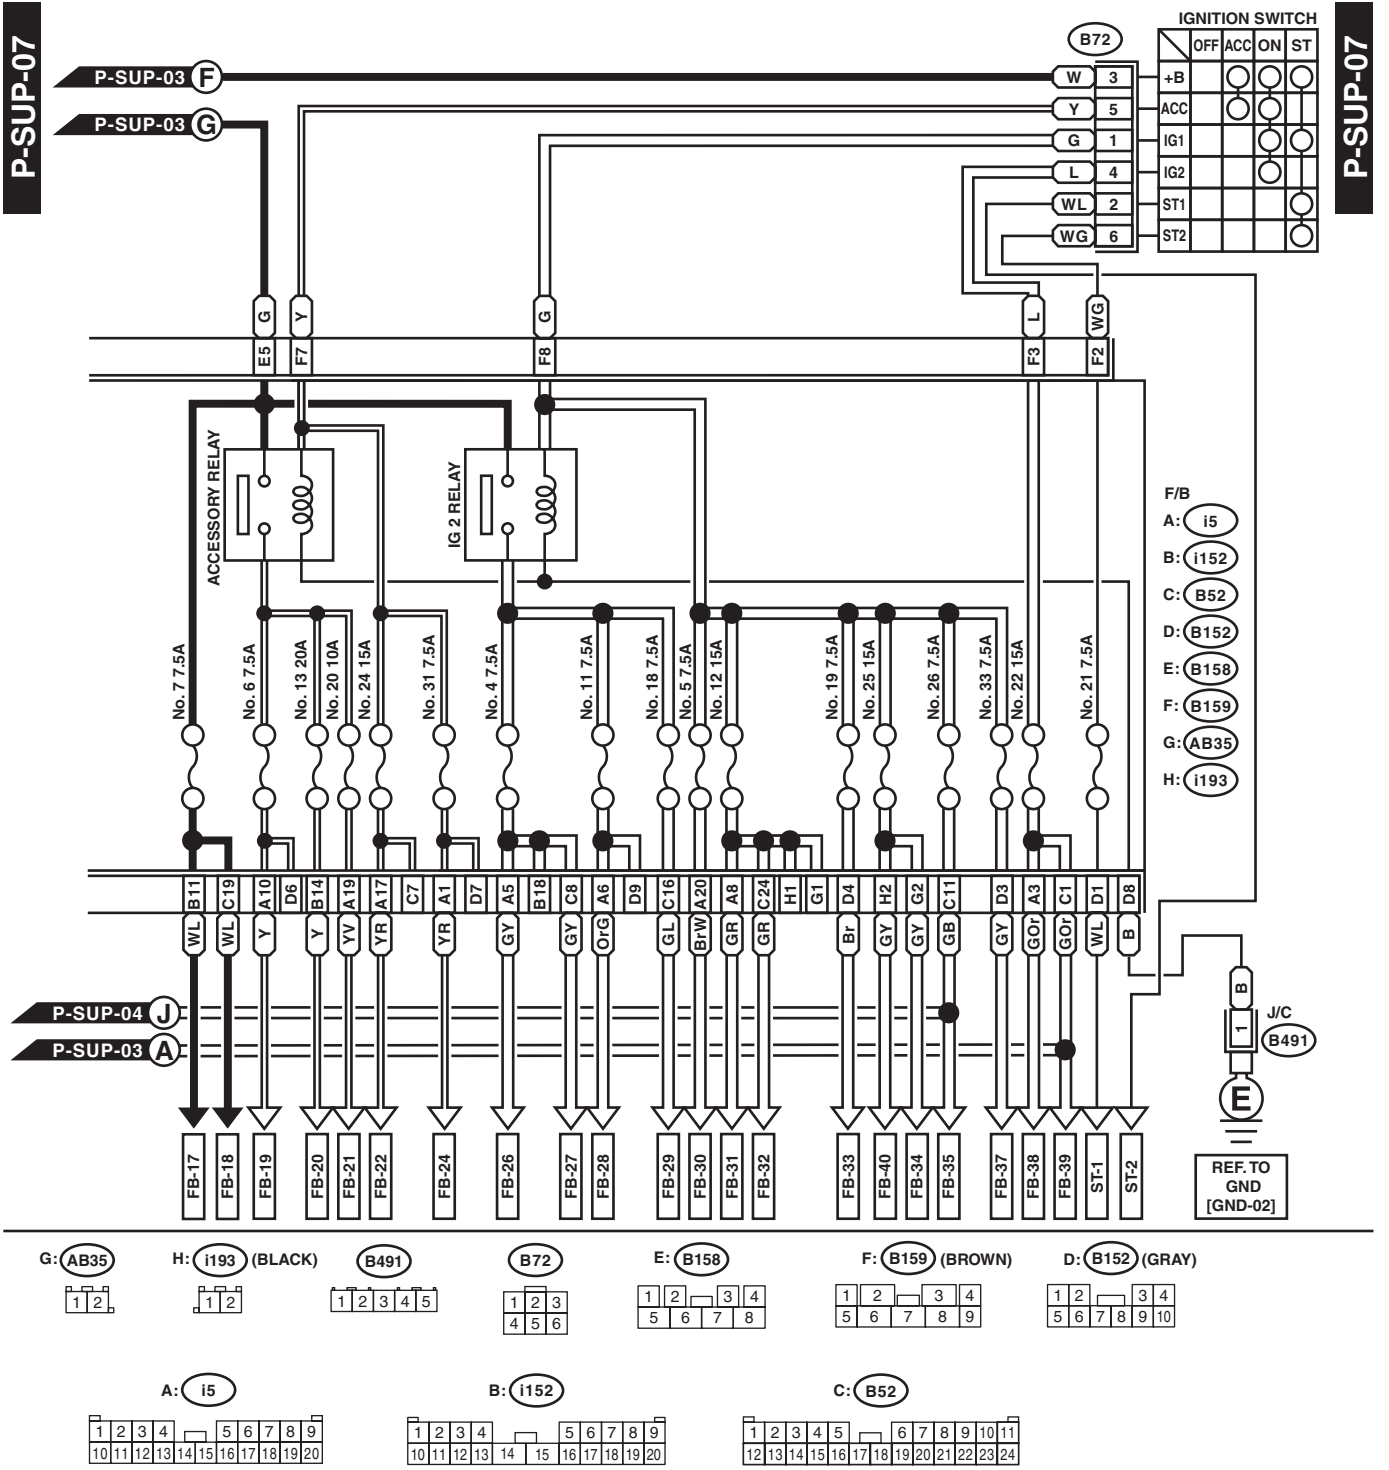 P-SUP-07
P-SUP-07
IGNITION SWITCH
B72
OFF ACC ON ST
P-SUP-03 F
W 3 +B
P-SUP-03 G
Y 5 ACC
G 1 IG1
L 4 IG2
WL 2 ST1
WG 6 ST2
G Y G L WG
E5 F7 F8 F3 F2
ACCESSORY RELAY
IG 2 RELAY
F/B
A: i5
B: i152
C: B52
D: B152
E: B158
F: B159
G: AB35
H: i193
No. 7 7.5A
No. 6 7.5A
No. 13 20A
No. 20 10A
No. 24 15A
No. 31 7.5A
No. 4 7.5A
No. 11 7.5A
No. 18 7.5A
No. 5 7.5A
No. 12 15A
No. 19 7.5A
No. 25 15A
No. 26 7.5A
No. 33 7.5A
No. 22 15A
No. 21 7.5A
B11 C19 A10 D6 B14 A19 A17 C7 A1 D7 A5 B18 C8 A6 D9 C16 A20 A8 C24 H1 G1 D4 H2 G2 C11 D3 A3 C1 D1 D8
WL WL Y Y YV YR YR GY GY OrG GL BrW GR GR Br GY GY GB GY GOr GOr WL B
P-SUP-04 J
P-SUP-03 A
B
1
J/C
B491
E
FB-17 FB-18 FB-19 FB-20 FB-21 FB-22 FB-24 FB-26 FB-27 FB-28 FB-29 FB-30 FB-31 FB-32 FB-33 FB-40 FB-34 FB-35 FB-37 FB-38 FB-39 ST-1 ST-2
REF. TO
GND
[GND-02]
G: AB35
1 2
H: i193 (BLACK)
1 2
B491
1 2 3 4 5
B72
1 2 3
4 5 6
E: B158
1 2 3 4
5 6 7 8
F: B159 (BROWN)
1 2 3 4
5 6 7 8 9
D: B152 (GRAY)
1 2 3 4
5 6 7 8 9 10
A: i5
1 2 3 4 5 6 7 8 9
10 11 12 13 14 15 16 17 18 19 20
B: i152
1 2 3 4 5 6 7 8 9
10 11 12 13 14 15 16 17 18 19 20
C: B52
1 2 3 4 5 6 7 8 9 10 11
12 13 14 15 16 17 18 19 20 21 22 23 24